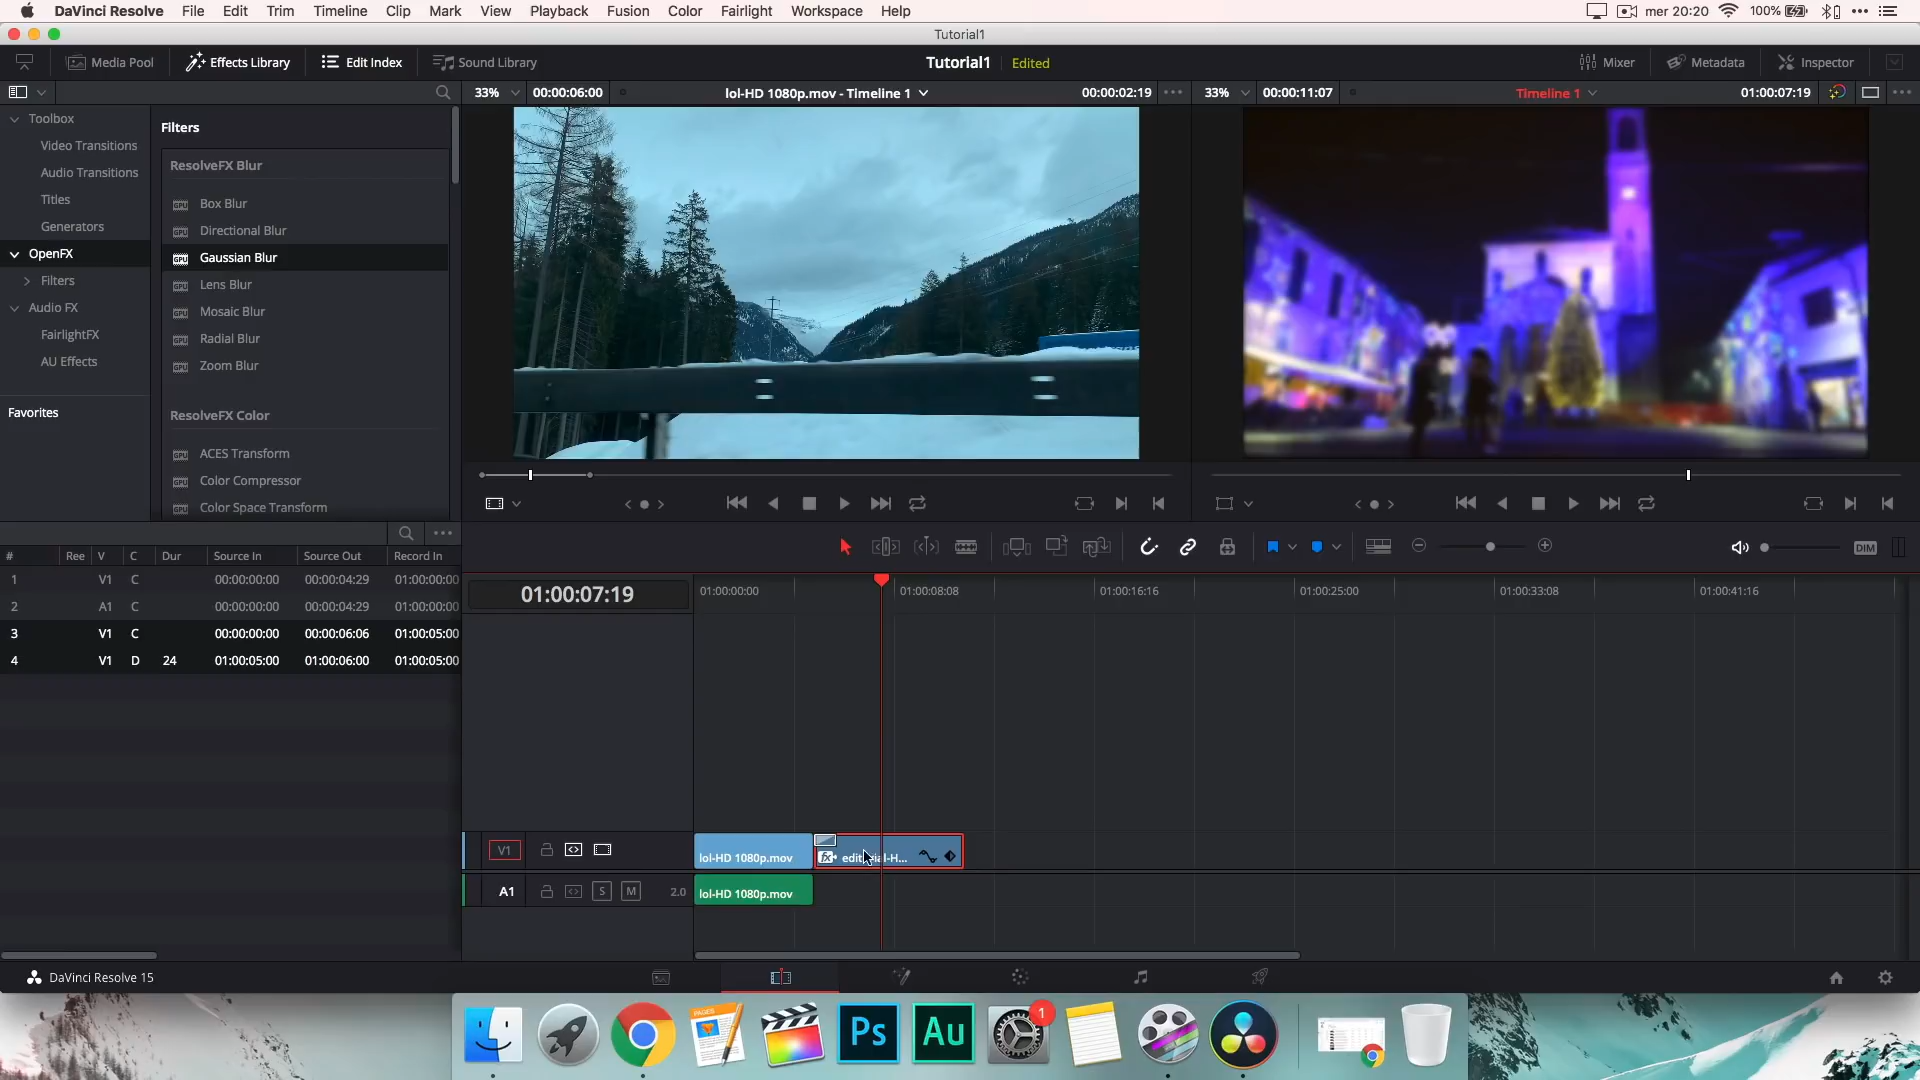 DaVinci Resolve File Edit Trim Timeline Clip Mark View Playback Fusion Color Fairlight Workspace Help mer 20:20 100%
Tutorial1
Media Pool Effects Library Edit Index Sound Library Tutorial1 Edited Mixer Metadata Inspector
33% 00:00:06:00 lol-HD 1080p.mov - Timeline 1 00:00:02:19 33% 00:00:11:07 Timeline 1 01:00:07:19
Toolbox
Video Transitions
Audio Transitions
Titles
Generators
OpenFX
Filters
Audio FX
FairlightFX
AU Effects
Favorites
Filters
ResolveFX Blur
Box Blur
Directional Blur
Gaussian Blur
Lens Blur
Mosaic Blur
Radial Blur
Zoom Blur
ResolveFX Color
ACES Transform
Color Compressor
Color Space Transform
# Ree V C Dur Source In Source Out Record In
1 V1 C 00:00:00:00 00:00:04:29 01:00:00:00
2 A1 C 00:00:00:00 00:00:04:29 01:00:00:00
3 V1 C 00:00:00:00 00:00:06:06 01:00:05:00
4 V1 D 24 01:00:05:00 01:00:06:00 01:00:05:00
DIM
01:00:07:19 01:00:00:00 01:00:08:08 01:00:16:16 01:00:25:00 01:00:33:08 01:00:41:16
V1 lol-HD 1080p.mov
A1 S M 2.0 lol-HD 1080p.mov
DaVinci Resolve 15
PAGES Ps Au 1